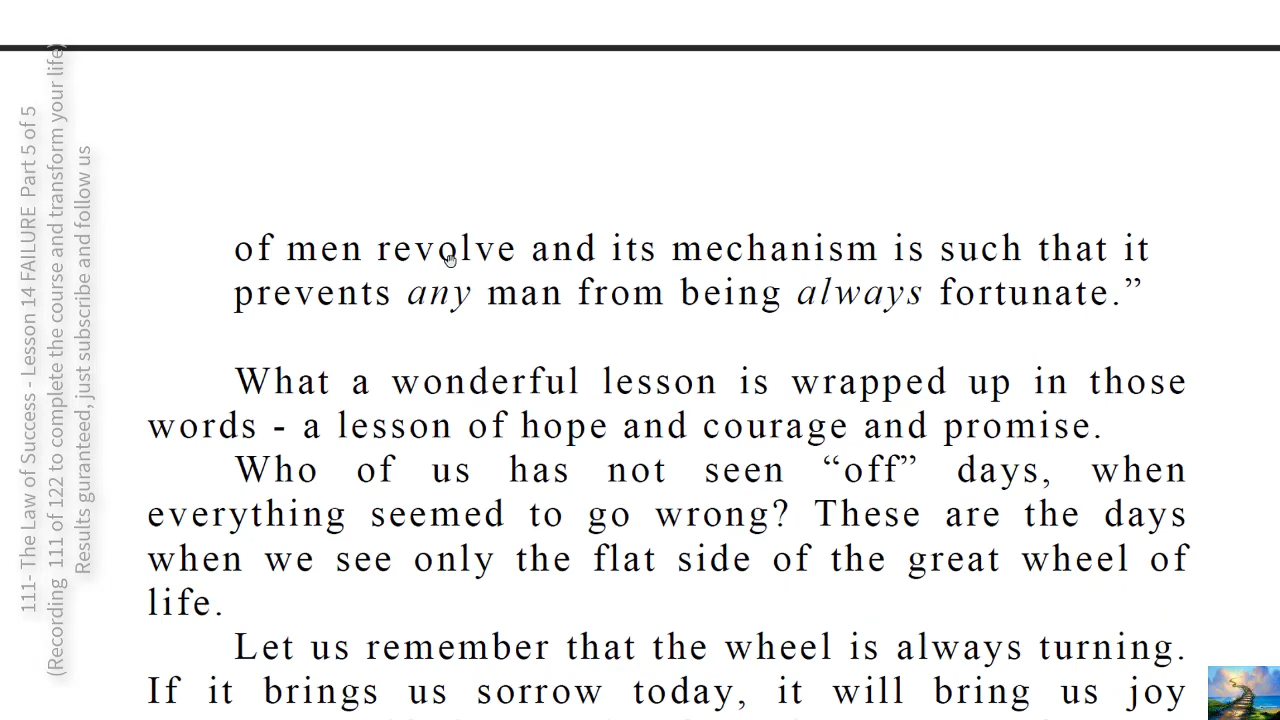 111- The Law of Success - Lesson 14 FAILURE Part 5 of 5
(Recording 111 of 122 to complete the course and transform your life)
Results guranteed, just subscribe and follow us
of men revolve and its mechanism is such that it
prevents any man from being always fortunate.”
What a wonderful lesson is wrapped up in those
words - a lesson of hope and courage and promise.
Who of us has not seen “off” days, when
everything seemed to go wrong? These are the days
when we see only the flat side of the great wheel of
life.
Let us remember that the wheel is always turning.
If it brings us sorrow today, it will bring us joy